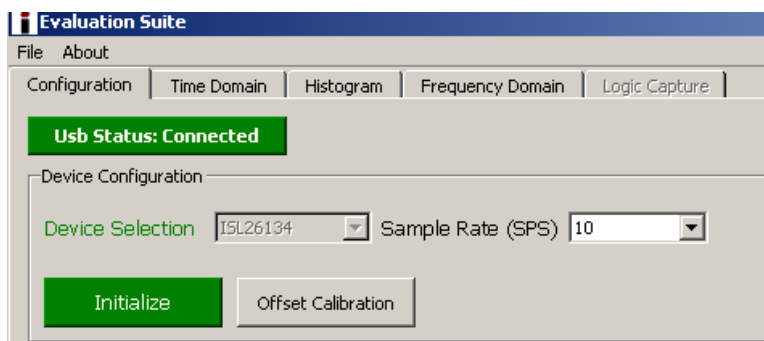 Evaluation Suite
File About
Configuration Time Domain Histogram Frequency Domain Logic Capture
Usb Status: Connected
Device Configuration
Device Selection ISL26134 Sample Rate (SPS) 10
Initialize Offset Calibration